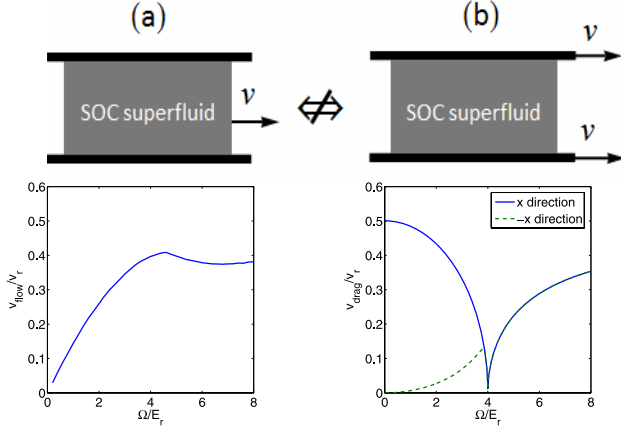 (a)
(b)
v
v
SOC superfluid
v
SOC superfluid
v
0.6
0.5
0.4
0.3
0.2
0.1
0
0 2 4 6 8
v_flow/v_r
Ω/E_r
0.6
0.5
0.4
0.3
0.2
0.1
0
0 2 4 6 8
v_drag/v_r
Ω/E_r
x direction
−x direction